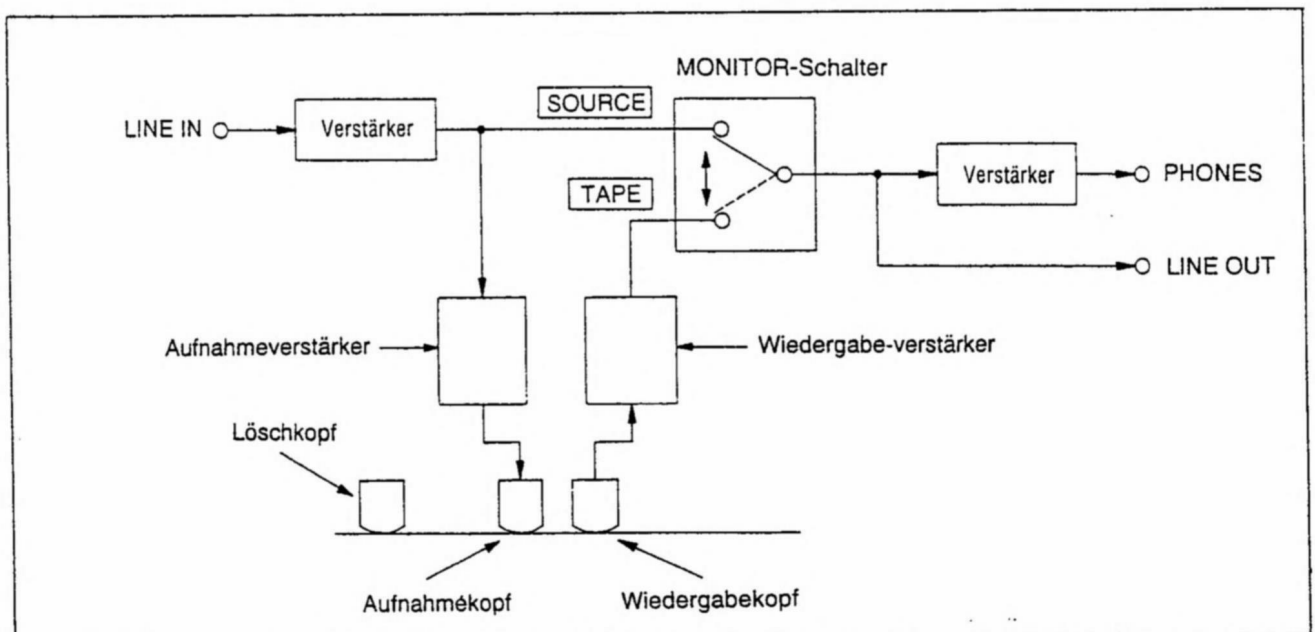 MONITOR-Schalter
SOURCE
LINE IN
Verstärker
TAPE
Verstärker
PHONES
LINE OUT
Aufnahmeverstärker
Wiedergabe-verstärker
Löschkopf
Aufnahmékopf
Wiedergabekopf